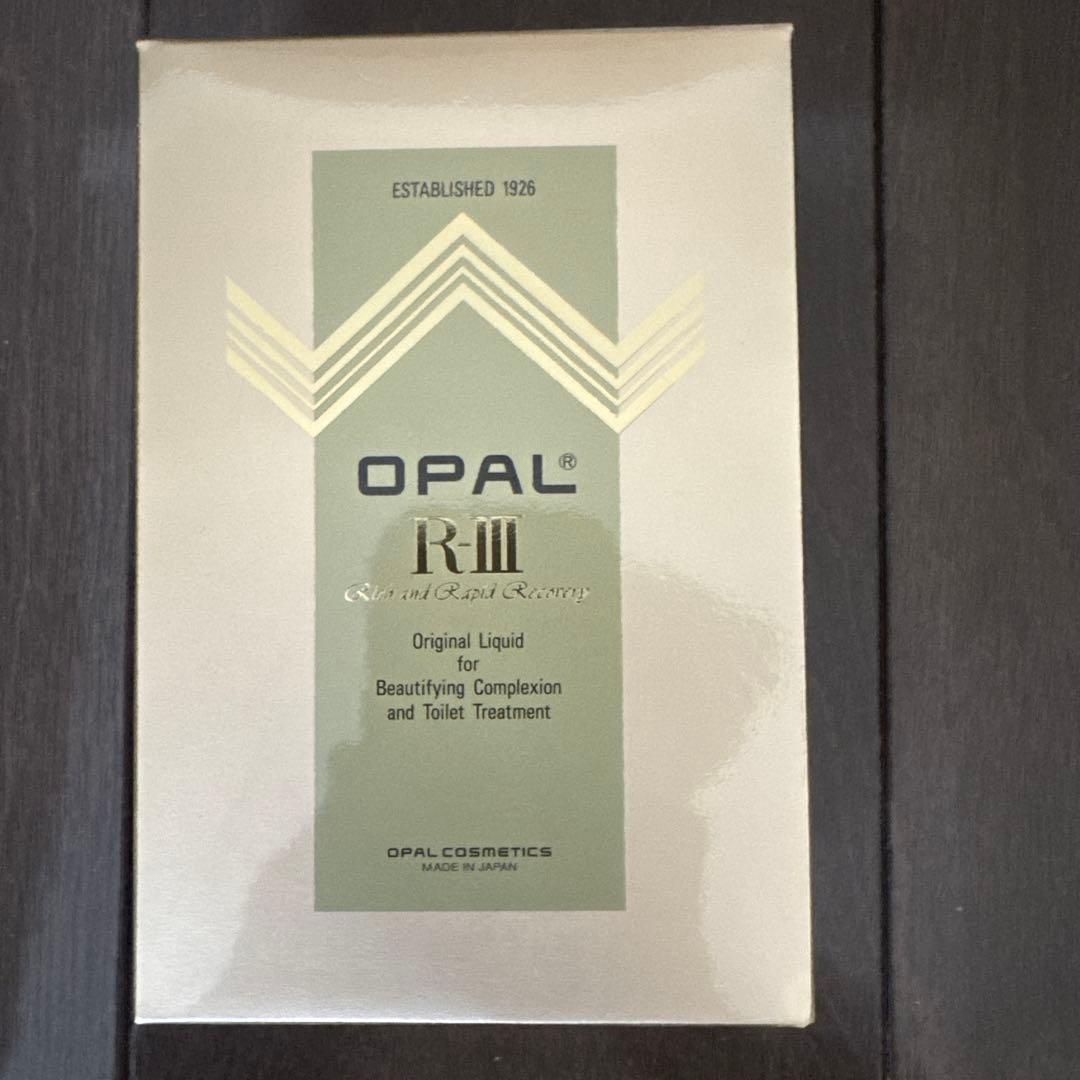 ESTABLISHED 1926
OPAL®
R-III
Rich and Rapid Recovery
Original Liquid
for
Beautifying Complexion
and Toilet Treatment
OPAL COSMETICS
MADE IN JAPAN